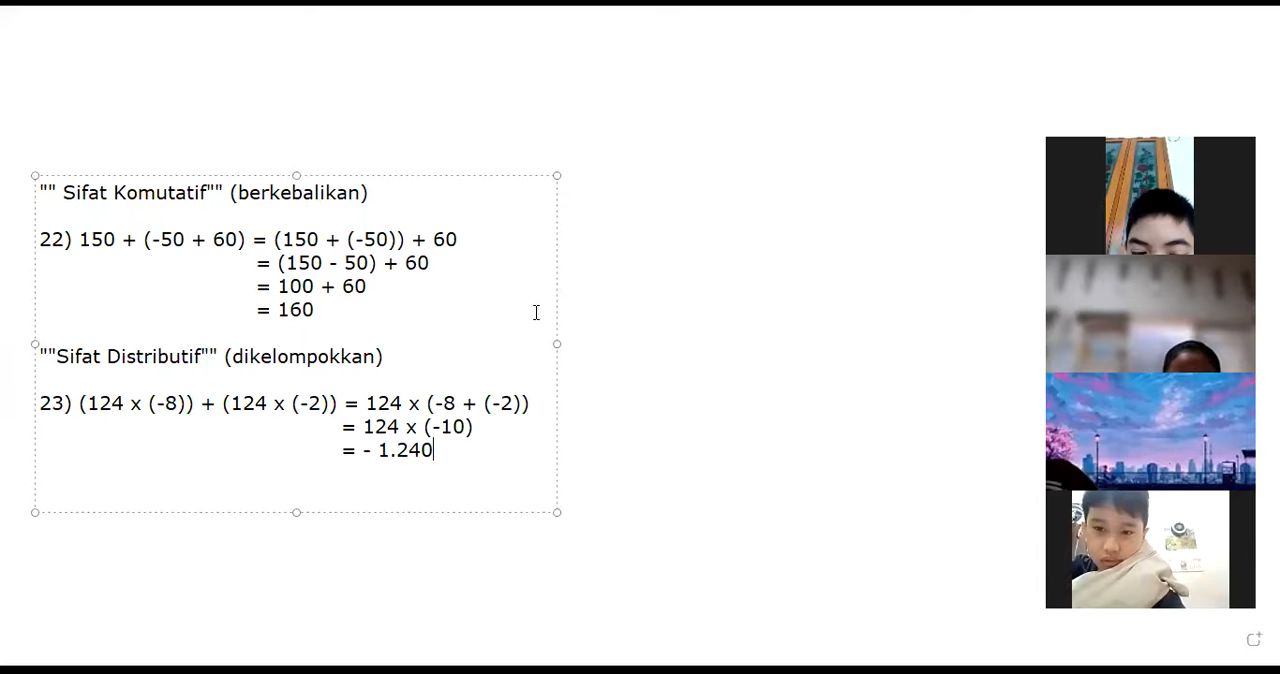 "" Sifat Komutatif"" (berkebalikan)
22) 150 + (-50 + 60) = (150 + (-50)) + 60
= (150 - 50) + 60
= 100 + 60
= 160
""Sifat Distributif"" (dikelompokkan)
23) (124 x (-8)) + (124 x (-2)) = 124 x (-8 + (-2))
= 124 x (-10)
= - 1.240